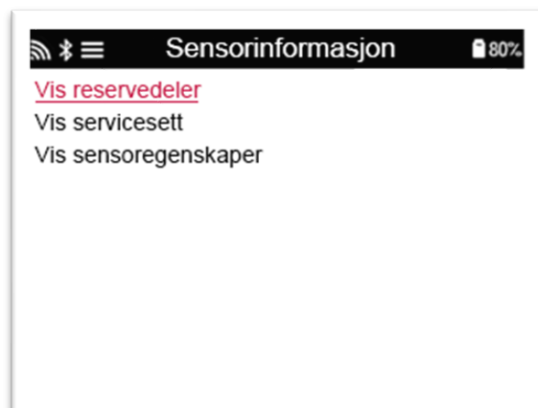 Sensorinformasjon 80%
Vis reservedeler
Vis servicesett
Vis sensoregenskaper